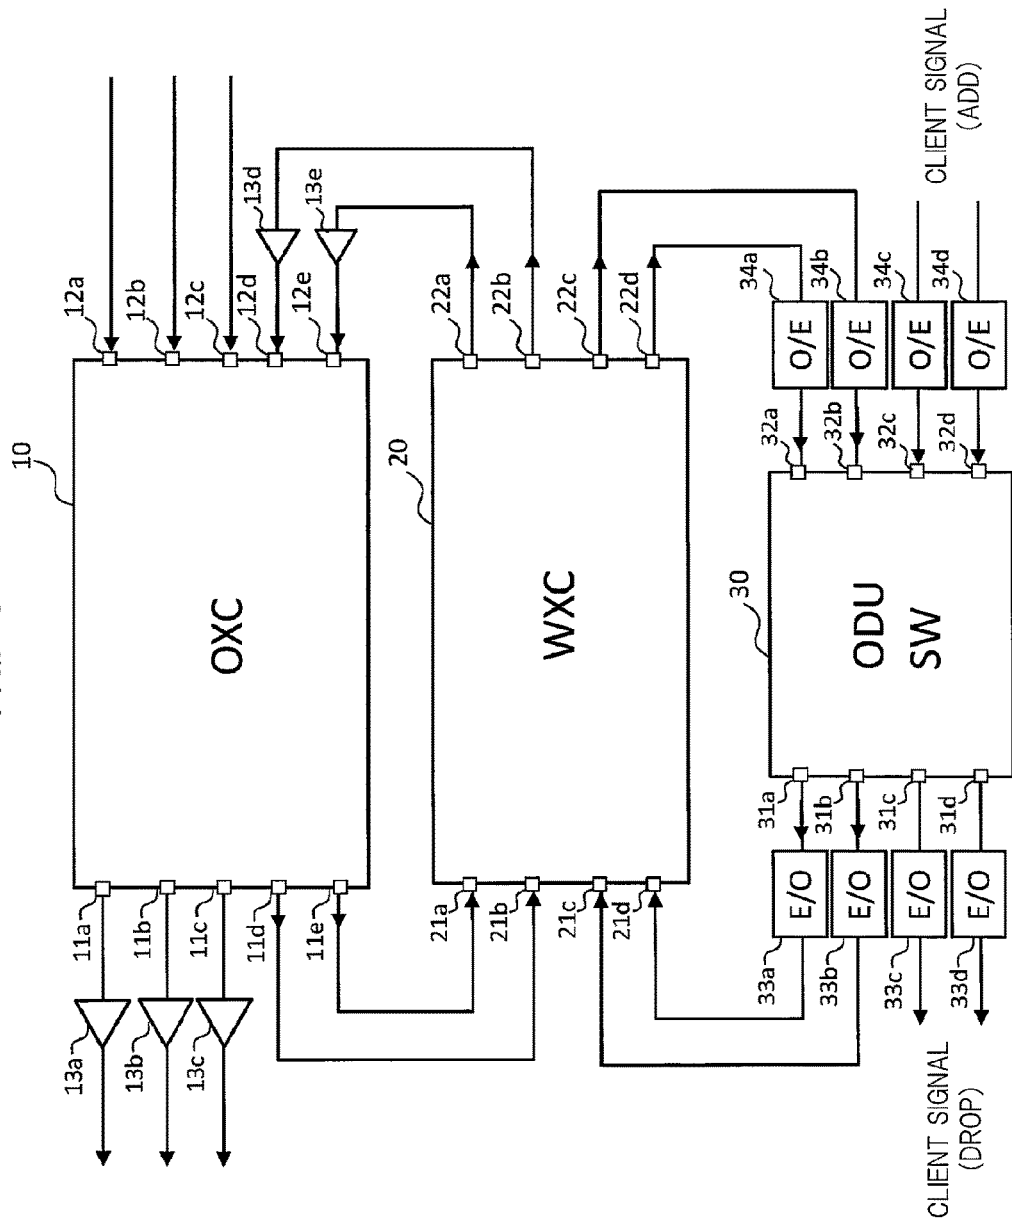 10
OXC
12a
12b
12c
12d
12e
13d
13e
11a
11b
11c
11d
11e
13a
13b
13c
20
WXC
22a
22b
22c
22d
21a
21b
21c
21d
30
ODU
SW
32a
32b
32c
32d
34a
34b
34c
34d
O/E
O/E
O/E
O/E
CLIENT SIGNAL
(ADD)
31a
31b
31c
31d
E/O
E/O
E/O
E/O
33a
33b
33c
33d
CLIENT SIGNAL
(DROP)